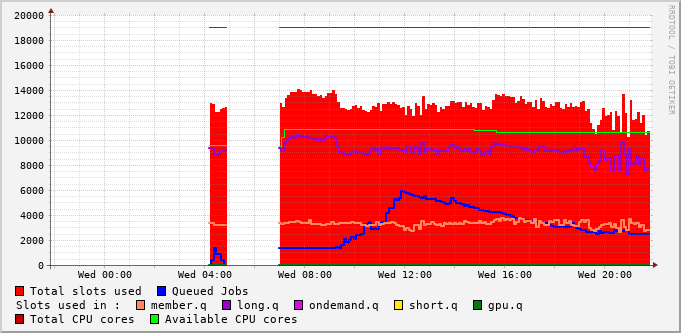 20000
18000
16000
14000
12000
10000
8000
6000
4000
2000
0
Wed 00:00 Wed 04:00 Wed 08:00 Wed 12:00 Wed 16:00 Wed 20:00
RRDTOOL / TOBI OETIKER
Total slots used Queued Jobs
Slots used in : member.q long.q ondemand.q short.q gpu.q
Total CPU cores Available CPU cores